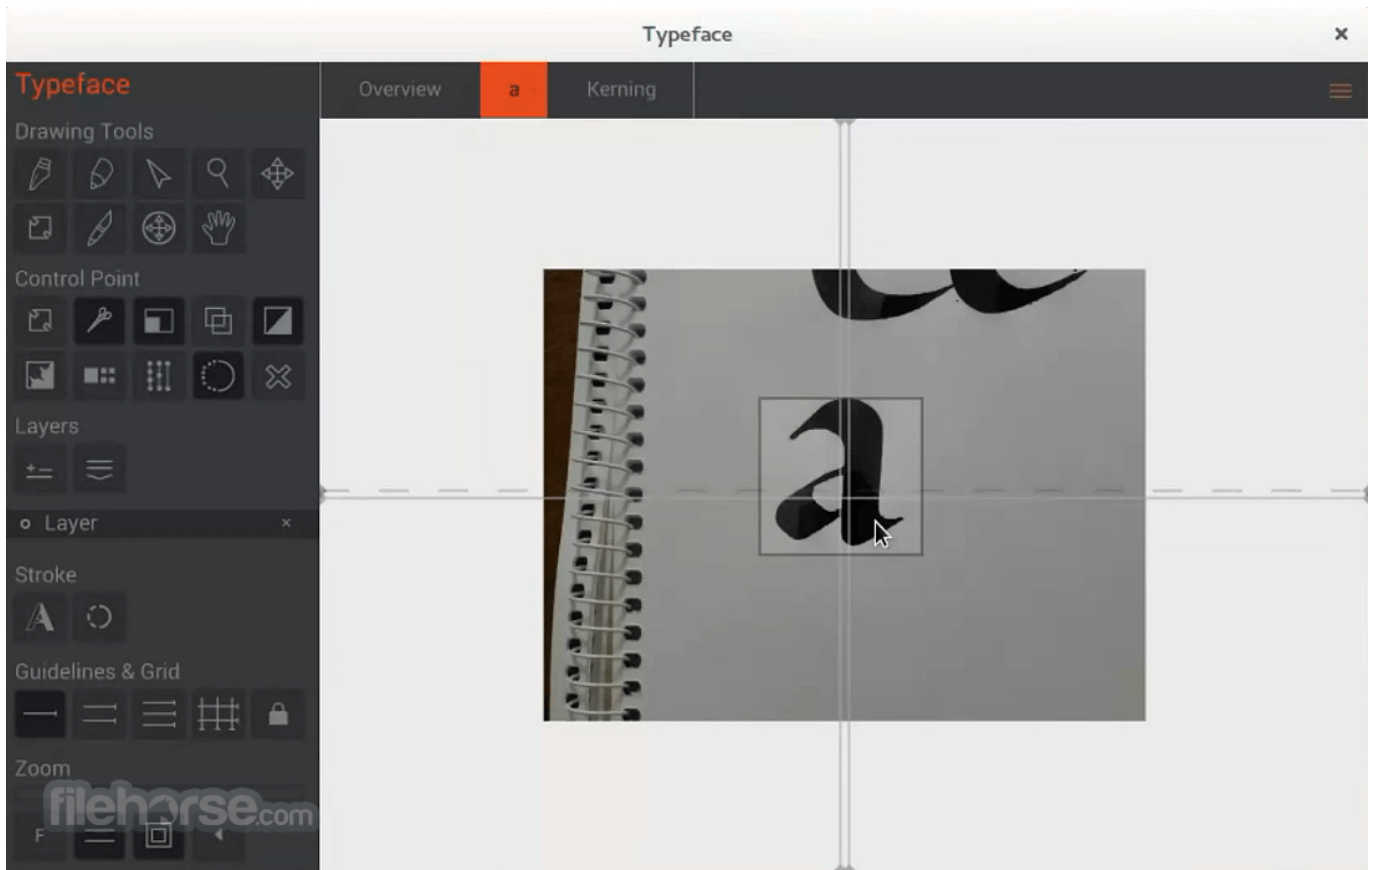 Typeface
Typeface
Overview
a
Kerning
Drawing Tools
Control Point
Layers
Layer
Stroke
A
Guidelines & Grid
Zoom
filehorse.com
F
a